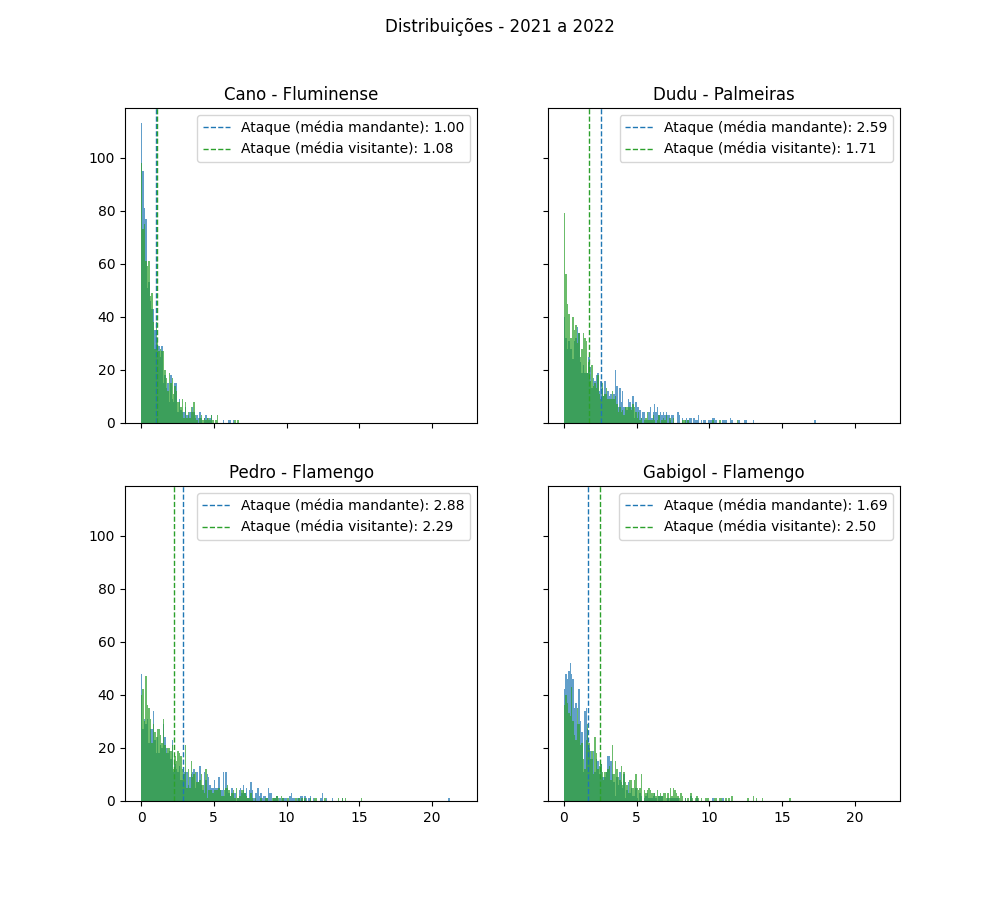 Distribuições - 2021 a 2022
Cano - Fluminense
Ataque (média mandante): 1.00
Ataque (média visitante): 1.08
100
80
60
40
20
0
Dudu - Palmeiras
Ataque (média mandante): 2.59
Ataque (média visitante): 1.71
Pedro - Flamengo
Ataque (média mandante): 2.88
Ataque (média visitante): 2.29
100
80
60
40
20
0
0 5 10 15 20
Gabigol - Flamengo
Ataque (média mandante): 1.69
Ataque (média visitante): 2.50
0 5 10 15 20